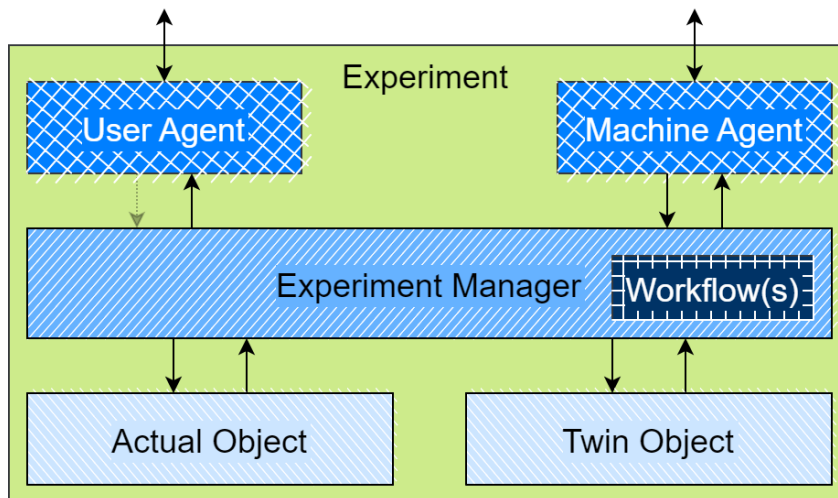 Experiment
User Agent
Machine Agent
Experiment Manager
Workflow(s)
Actual Object
Twin Object